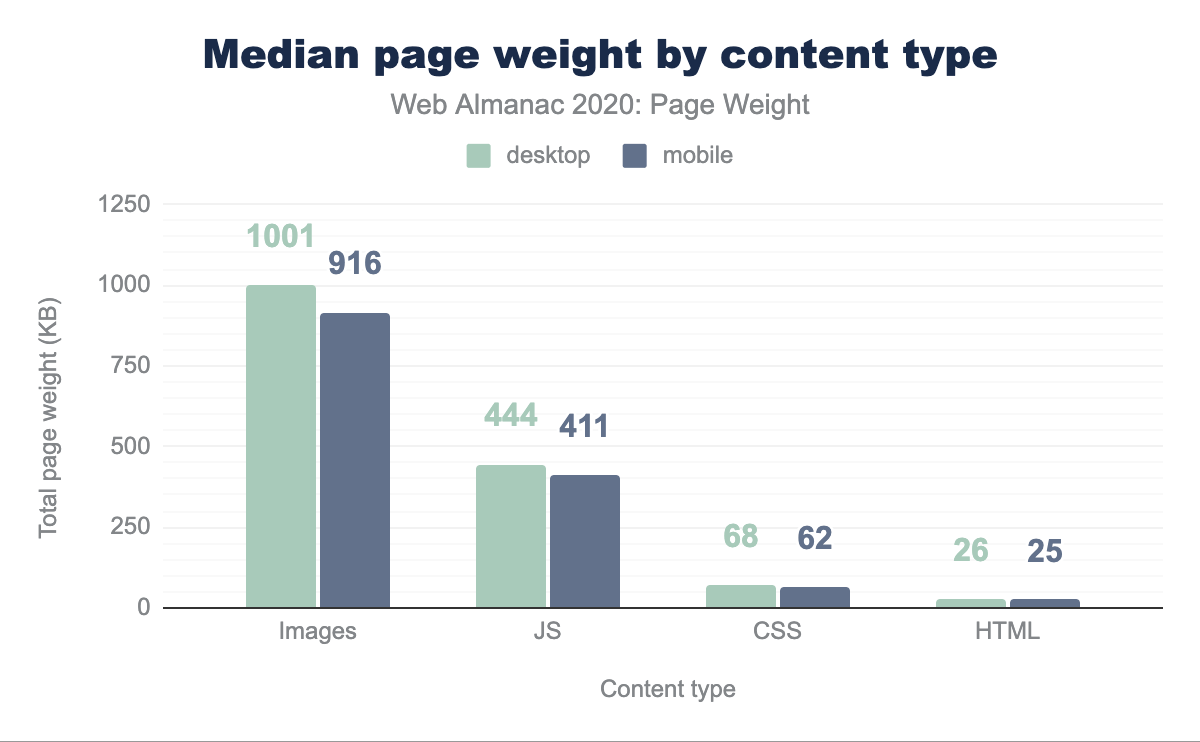 Median page weight by content type
Web Almanac 2020: Page Weight
desktop mobile
1250
1000
750
500
250
0
Total page weight (KB)
1001 916
444 411
68 62
26 25
Images JS CSS HTML
Content type